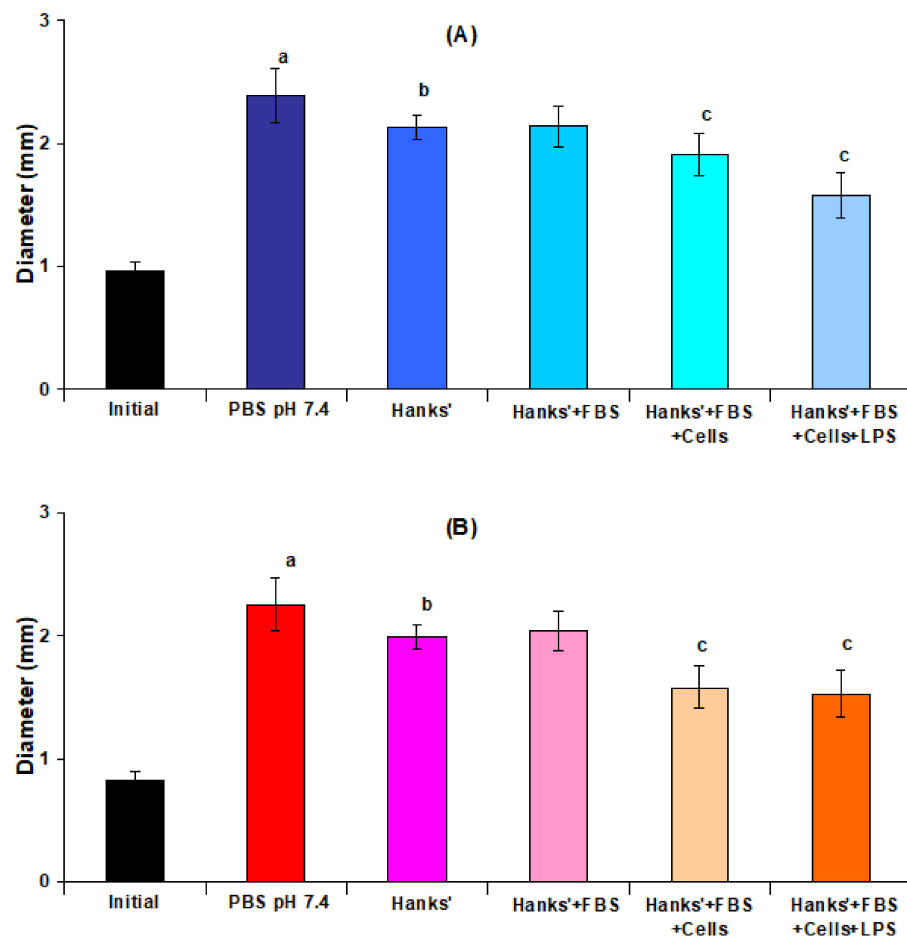 (A)
3
2
1
0
Diameter (mm)
a
b
c
c
Initial
PBS pH 7.4
Hanks'
Hanks'+FBS
Hanks'+FBS
+Cells
Hanks'+FBS
+Cells+LPS
(B)
3
2
1
0
Diameter (mm)
a
b
c
c
Initial
PBS pH 7.4
Hanks'
Hanks'+FBS
Hanks'+FBS
+Cells
Hanks'+FBS
+Cells+LPS